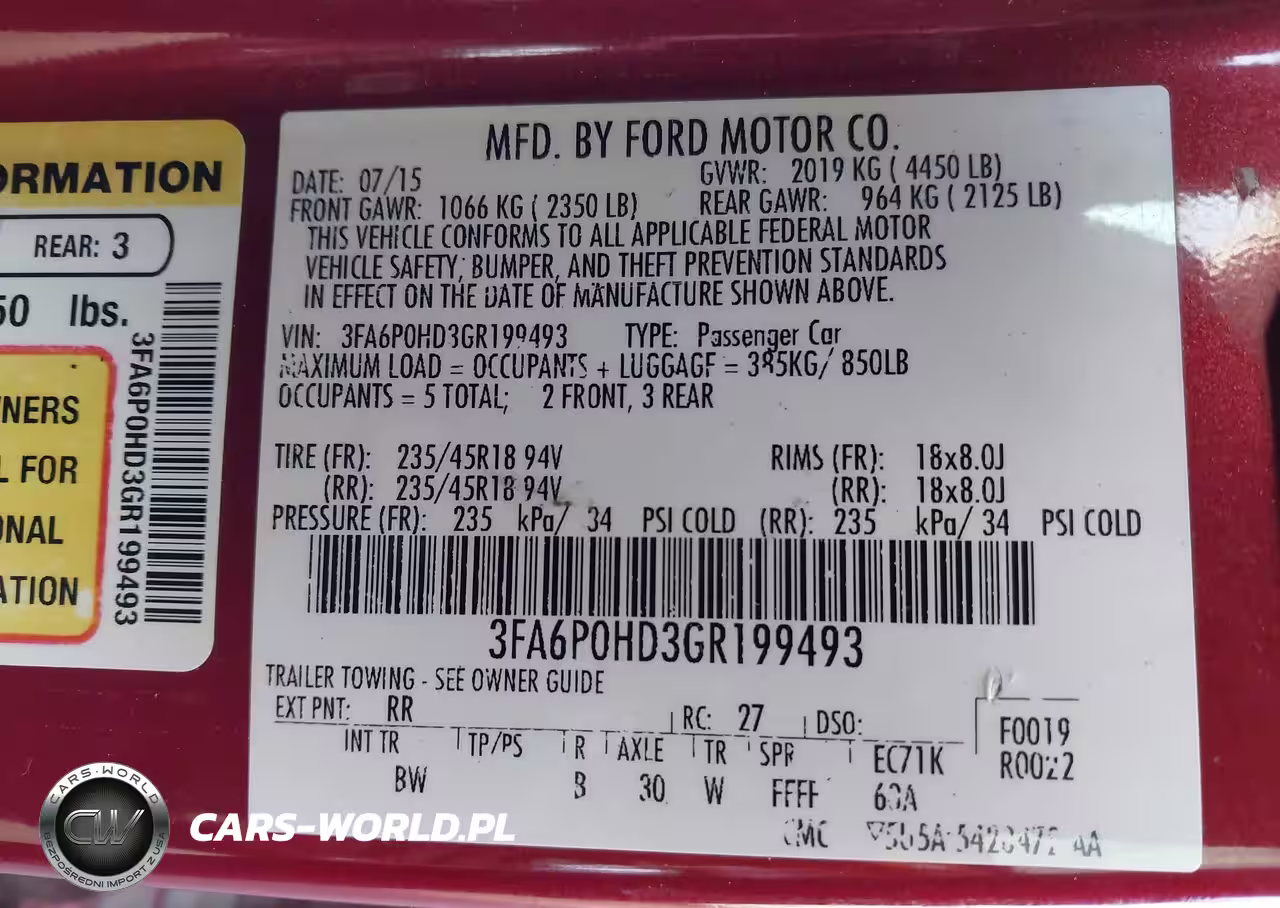 ORMATION
REAR: 3
50 lbs.
NERS
L FOR
ONAL
ATION
3FA6P0HD3GR199493
MFD. BY FORD MOTOR CO.
DATE: 07/15 GVWR: 2019 KG ( 4450 LB)
FRONT GAWR: 1066 KG ( 2350 LB) REAR GAWR: 964 KG ( 2125 LB)
THIS VEHICLE CONFORMS TO ALL APPLICABLE FEDERAL MOTOR
VEHICLE SAFETY, BUMPER, AND THEFT PREVENTION STANDARDS
IN EFFECT ON THE DATE OF MANUFACTURE SHOWN ABOVE.
VIN: 3FA6P0HD3GR199493 TYPE: Passenger Car
MAXIMUM LOAD = OCCUPANTS + LUGGAGE = 385KG/ 850LB
OCCUPANTS = 5 TOTAL; 2 FRONT, 3 REAR
TIRE (FR): 235/45R18 94V RIMS (FR): 18x8.0J
(RR): 235/45R18 94V (RR): 18x8.0J
PRESSURE (FR): 235 kPa/ 34 PSI COLD (RR): 235 kPa/ 34 PSI COLD
3FA6P0HD3GR199493
TRAILER TOWING - SEE OWNER GUIDE
EXT PNT: RR RC: 27 DSO: F0019
INT TR TP/PS R AXLE TR SPR EC71K R0022
BW B 30 W FFFF
CMC
CARS-WORLD
CW
BEZPOŚREDNI IMPORT Z USA
CARS-WORLD.PL